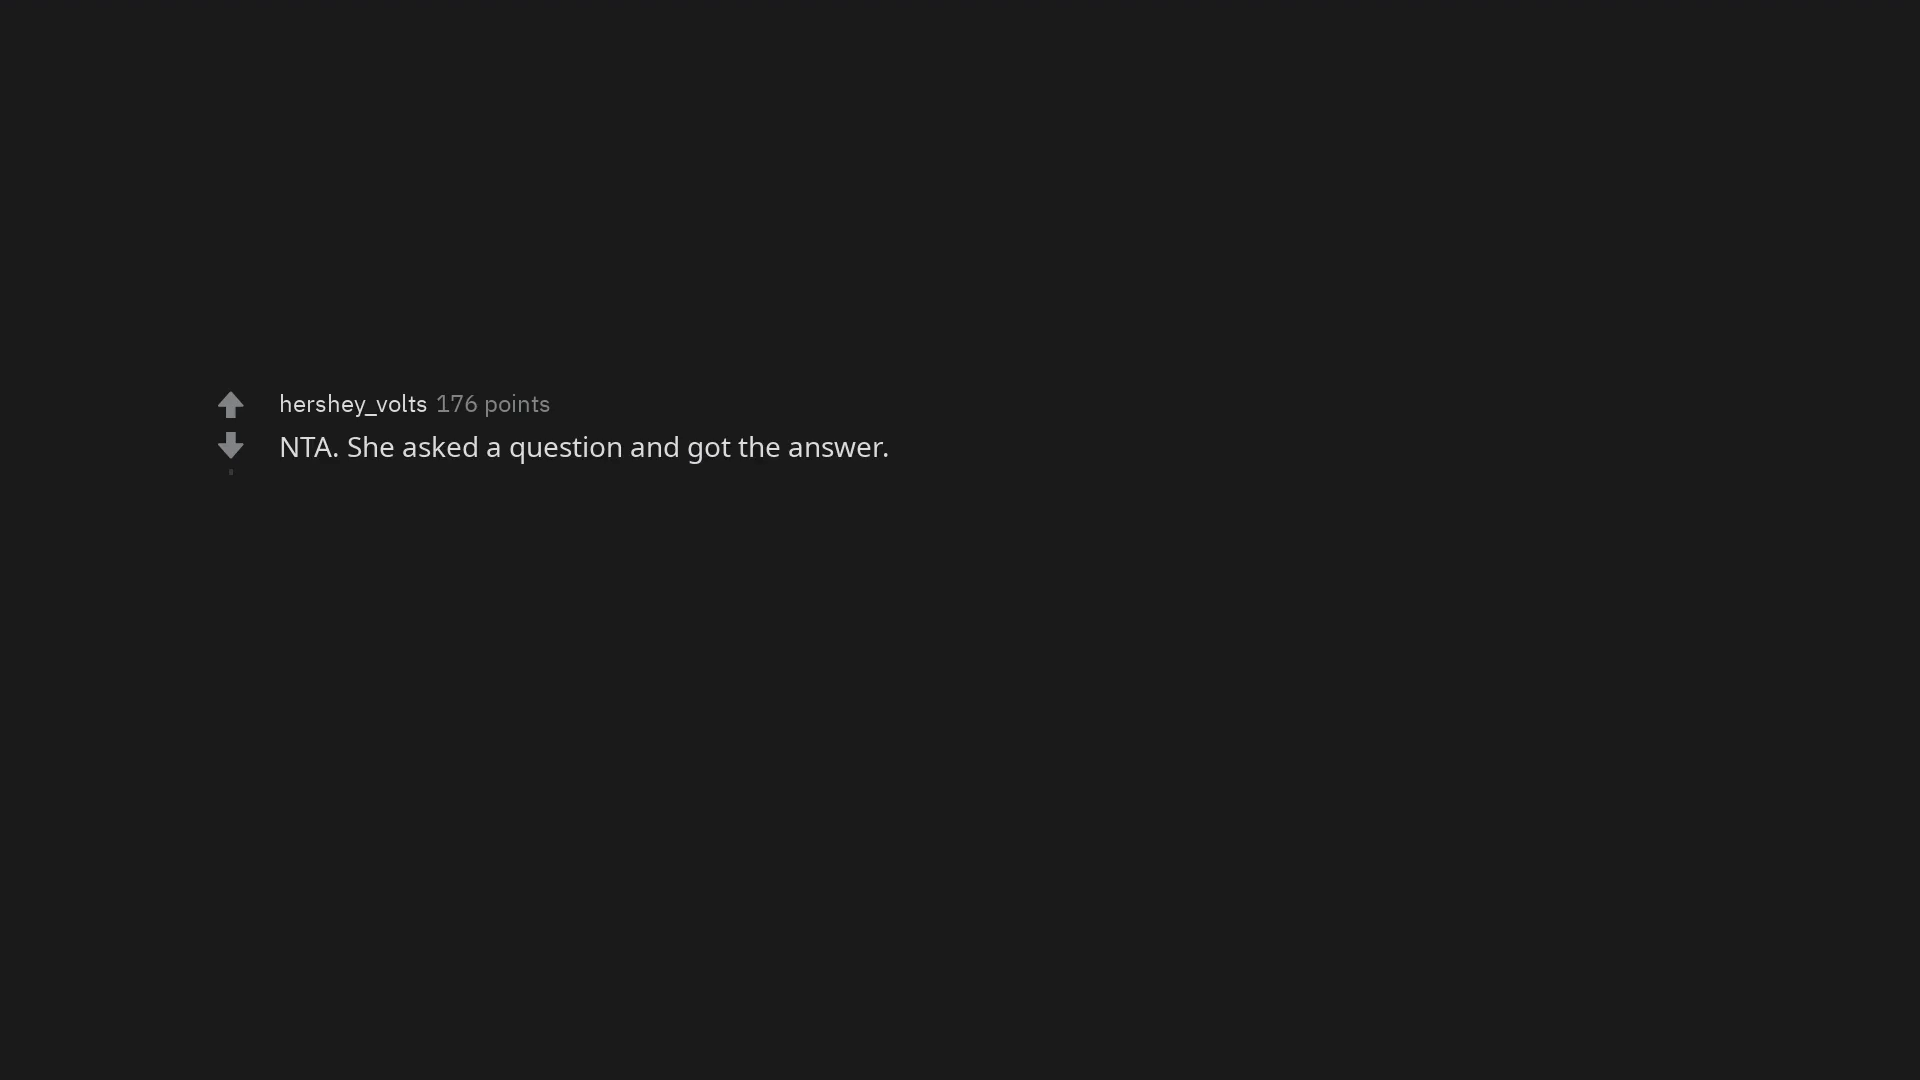 hershey_volts 176 points
NTA. She asked a question and got the answer.